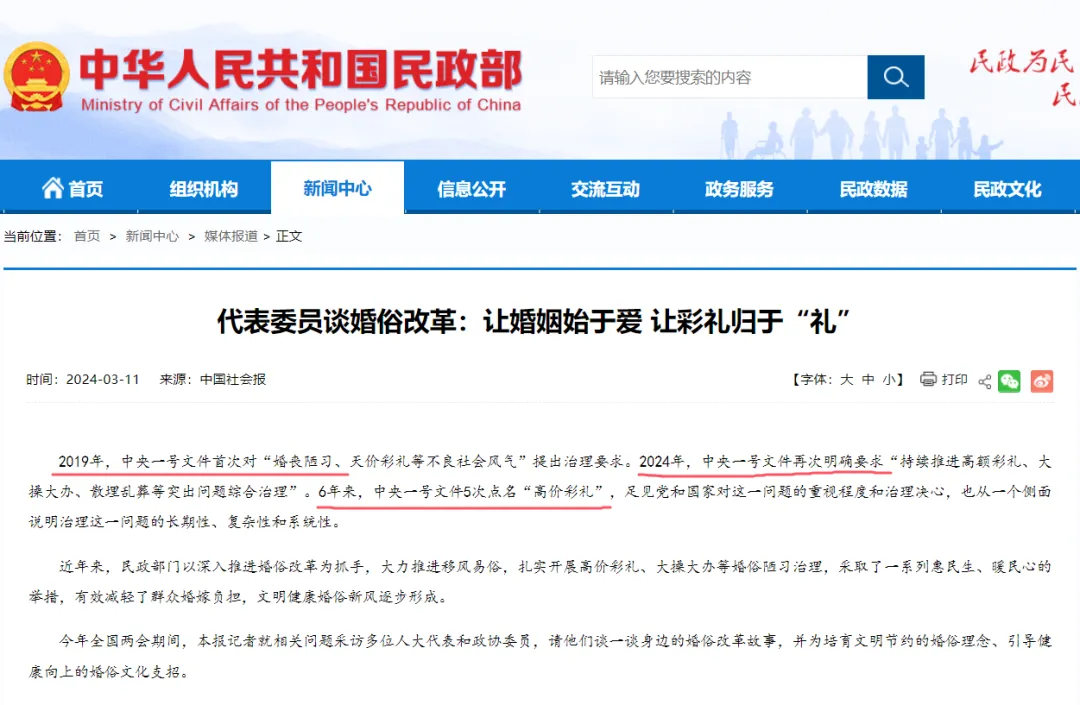 中华人民共和国民政部
Ministry of Civil Affairs of the People's Republic of China
请输入您要搜索的内容
民政为民
民
首页 组织机构 新闻中心 信息公开 交流互动 政务服务 民政数据 民政文化
当前位置： 首页 > 新闻中心 > 媒体报道 > 正文
代表委员谈婚俗改革：让婚姻始于爱 让彩礼归于“礼”
时间：2024-03-11 来源：中国社会报 【字体：大 中 小】 打印
2019年，中央一号文件首次对“婚丧陋习、天价彩礼等不良社会风气”提出治理要求。2024年，中央一号文件再次明确要求“持续推进高额彩礼、大
操大办、散埋乱葬等突出问题综合治理”。6年来，中央一号文件5次点名“高价彩礼”，足见党和国家对这一问题的重视程度和治理决心，也从一个侧面
说明治理这一问题的长期性、复杂性和系统性。
近年来，民政部门以深入推进婚俗改革为抓手，大力推进移风易俗，扎实开展高价彩礼、大操大办等婚俗陋习治理，采取了一系列惠民生、暖民心的
举措，有效减轻了群众婚嫁负担，文明健康婚俗新风逐步形成。
今年全国两会期间，本报记者就相关问题采访多位人大代表和政协委员，请他们谈一谈身边的婚俗改革故事，并为培育文明节约的婚俗理念、引导健
康向上的婚俗文化支招。